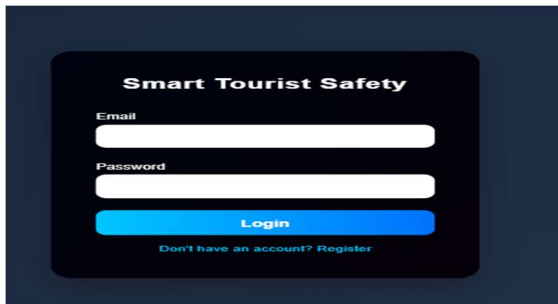 Smart Tourist Safety
Email
Password
Login
Don't have an account? Register